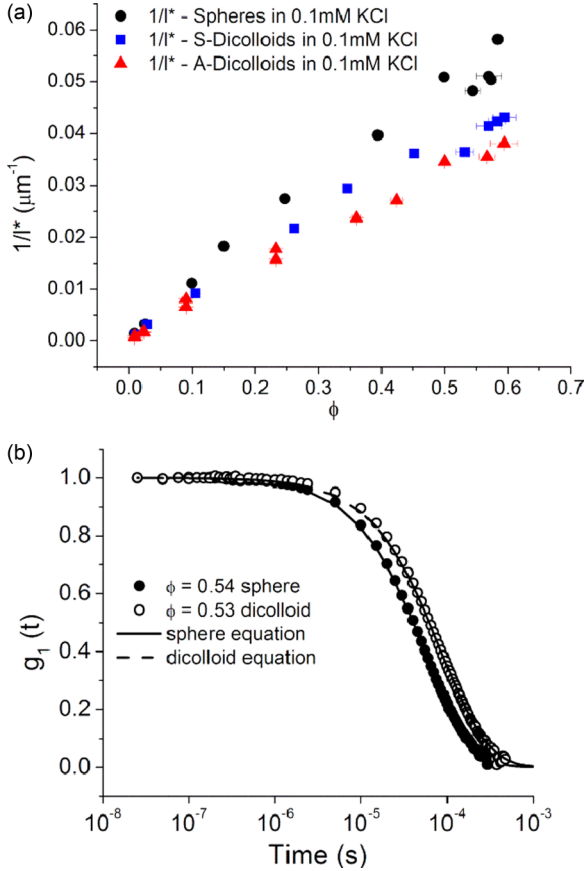 (a)
1/l* - Spheres in 0.1mM KCl
1/l* - S-Dicolloids in 0.1mM KCl
1/l* - A-Dicolloids in 0.1mM KCl
0.06
0.05
0.04
0.03
0.02
0.01
0.00
1/l* (μm⁻¹)
0.0 0.1 0.2 0.3 0.4 0.5 0.6 0.7
ϕ
(b)
1.0
0.8
0.6
0.4
0.2
0.0
g₁ (t)
ϕ = 0.54 sphere
ϕ = 0.53 dicolloid
sphere equation
dicolloid equation
10⁻⁸ 10⁻⁷ 10⁻⁶ 10⁻⁵ 10⁻⁴ 10⁻³
Time (s)